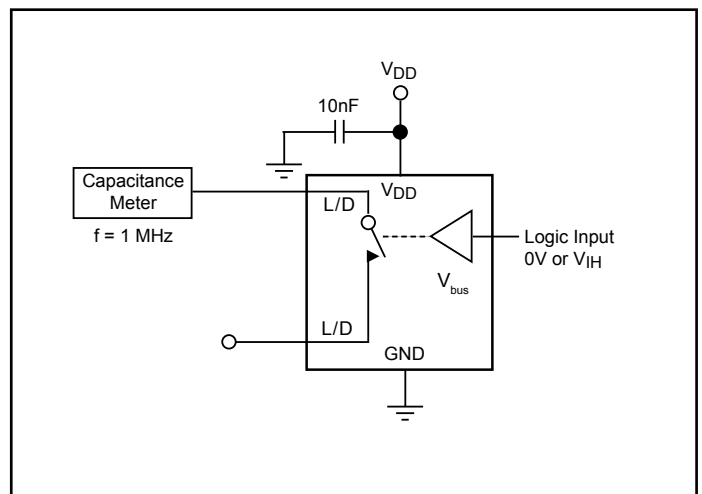 VDD
10nF
VDD
Capacitance
Meter
f = 1 MHz
L/D
Logic Input
0V or VIH
Vbus
L/D
GND